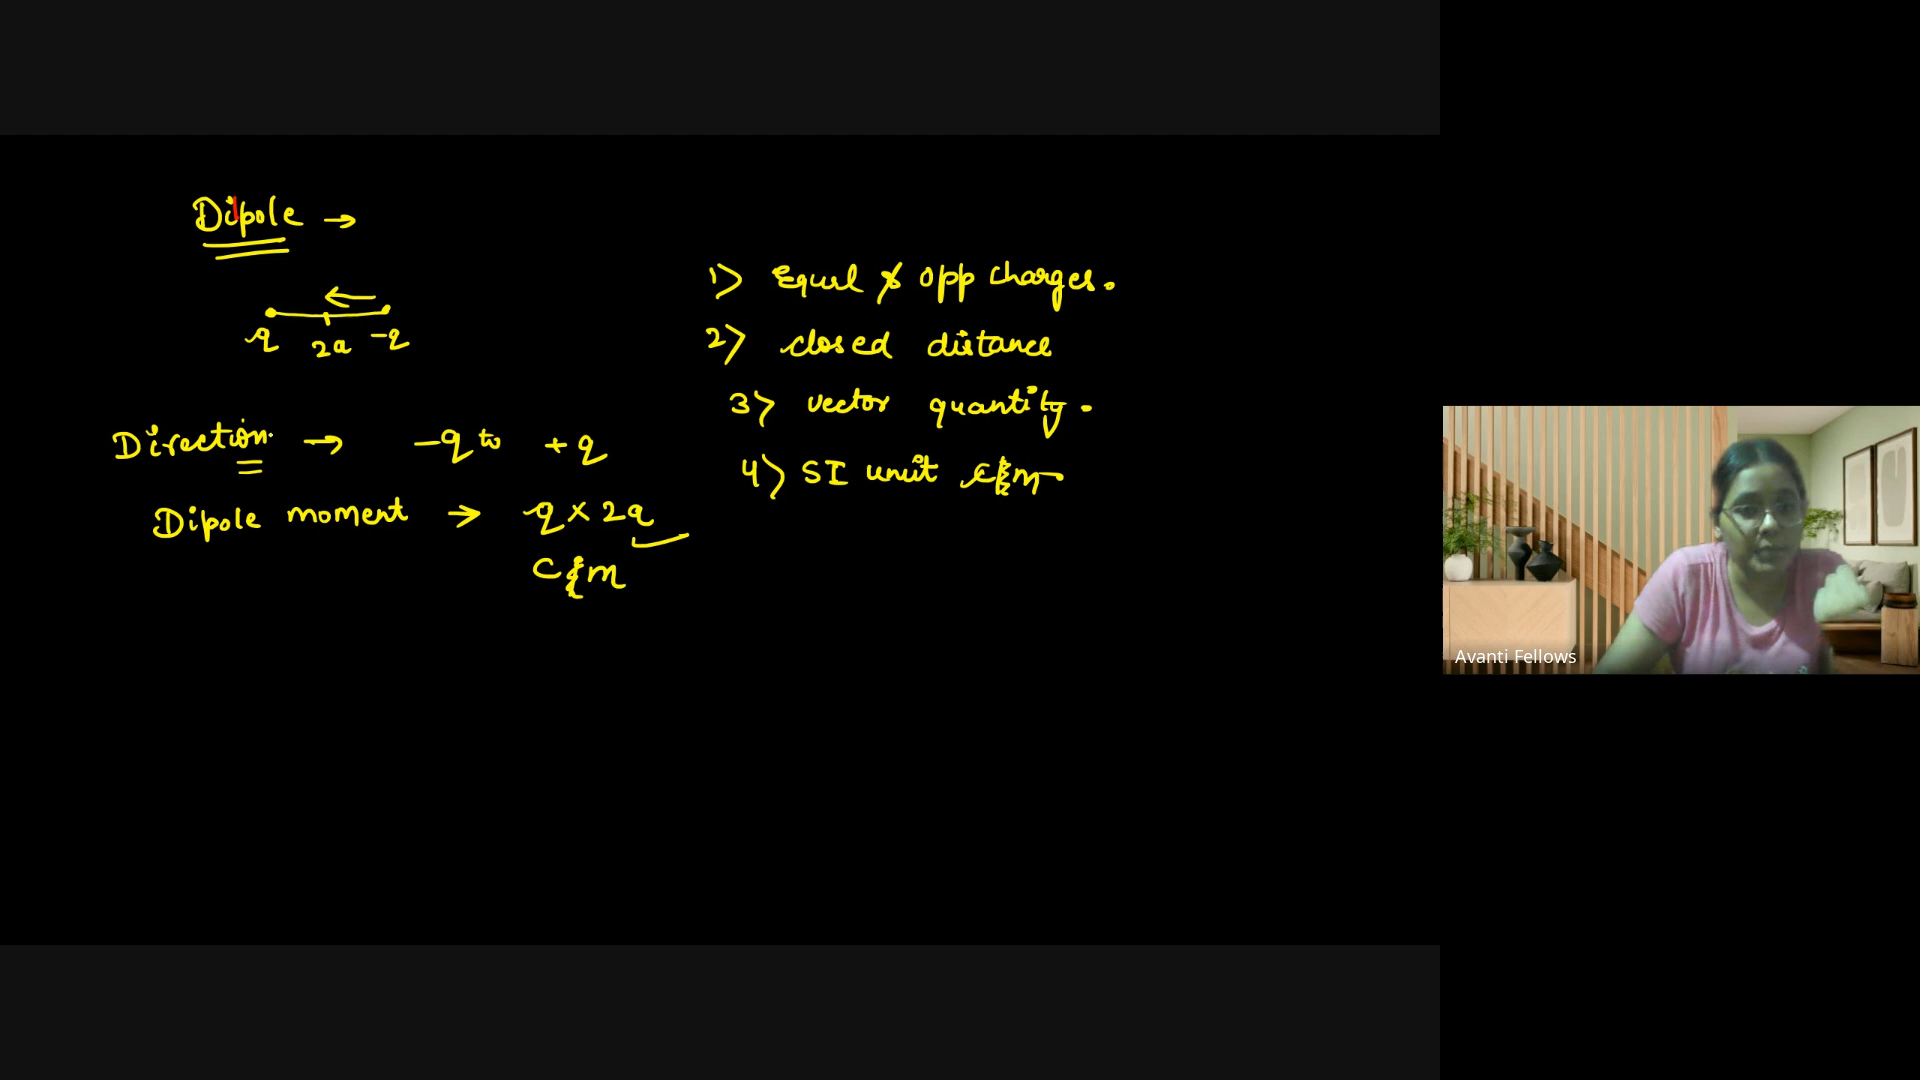 Dipole →
q 2a -q
Direction → -q to +q
Dipole moment → q × 2a
C & m
1) Equal & opp charges.
2) closed distance
3) vector quantity.
4) SI unit C & m
Avanti Fellows